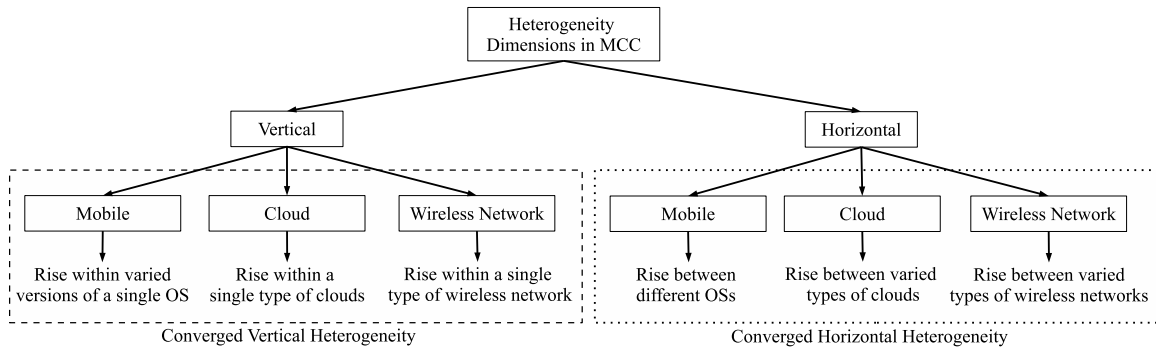 Heterogeneity
Dimensions in MCC
Vertical
Horizontal
Mobile
Cloud
Wireless Network
Mobile
Cloud
Wireless Network
Rise within varied
versions of a single OS
Rise within a
single type of clouds
Rise within a single
type of wireless network
Rise between
different OSs
Rise between varied
types of clouds
Rise between varied
types of wireless networks
Converged Vertical Heterogeneity
Converged Horizontal Heterogeneity